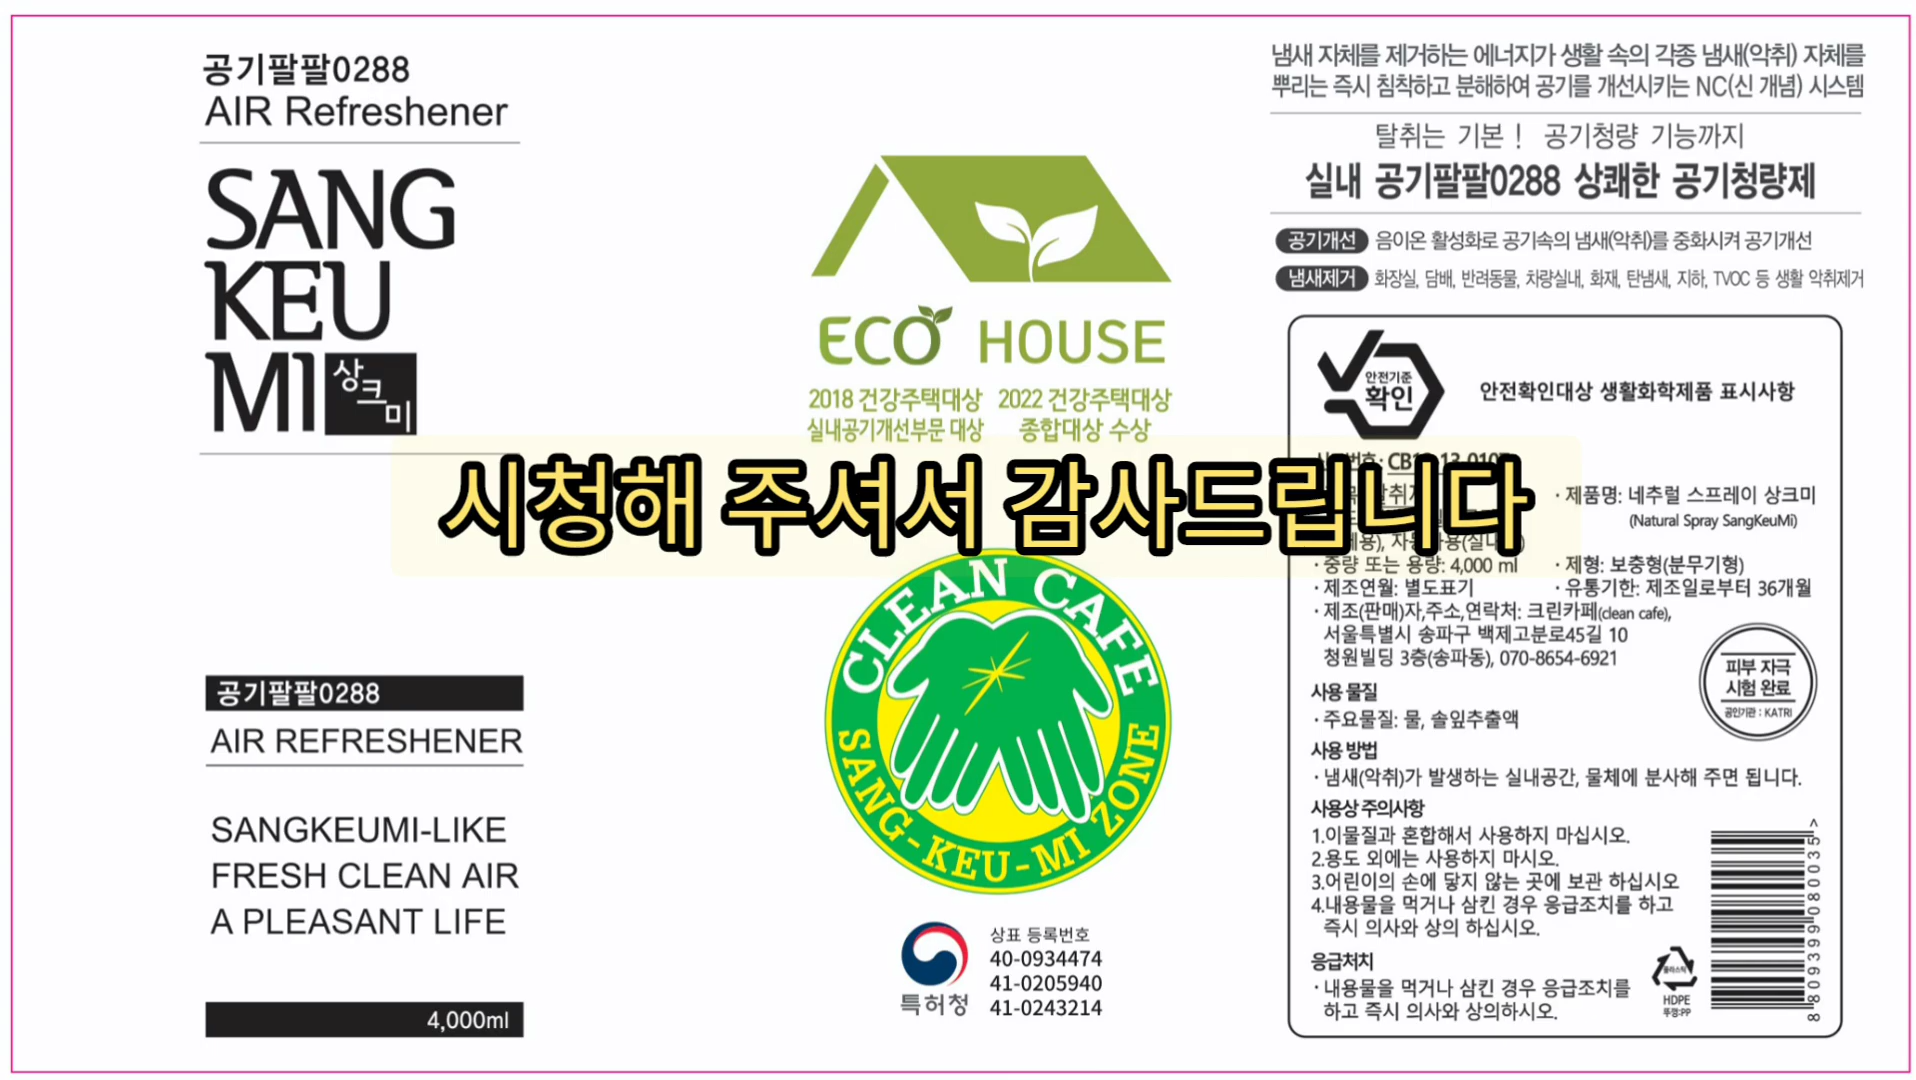 공기팔팔0288
AIR Refreshener
SANG
KEU
MI 상크미
공기팔팔0288
AIR REFRESHENER
SANGKEUMI-LIKE
FRESH CLEAN AIR
A PLEASANT LIFE
4,000ml
ECO HOUSE
2018 건강주택대상
실내공기개선부문 대상
2022 건강주택대상
종합대상 수상
시청해 주셔서 감사드립니다
CLEAN CAFE
SANG-KEU-MI ZONE
특허청
상표 등록번호
40-0934474
41-0205940
41-0243214
냄새 자체를 제거하는 에너지가 생활 속의 각종 냄새(악취) 자체를
뿌리는 즉시 침착하고 분해하여 공기를 개선시키는 NC(신 개념) 시스템
탈취는 기본! 공기청량 기능까지
실내 공기팔팔0288 상쾌한 공기청량제
공기개선 음이온 활성화로 공기속의 냄새(악취)를 중화시켜 공기개선
냄새제거 화장실, 담배, 반려동물, 차량실내, 화재, 탄냄새, 지하, TVOC 등 생활 악취제거
안전기준
확인
안전확인대상 생활화학제품 표시사항
· 제품명: 네추럴 스프레이 상크미
(Natural Spray SangKeuMi)
· 중량 또는 용량: 4,000 ml
· 제형: 보충형(분무기형)
· 제조연월: 별도표기
· 유통기한: 제조일로부터 36개월
· 제조(판매)자,주소,연락처: 크린카페(clean cafe),
서울특별시 송파구 백제고분로45길 10
청원빌딩 3층(송파동), 070-8654-6921
피부 자극
시험 완료
공인기관 : KATRI
사용 물질
· 주요물질: 물, 솔잎추출액
사용 방법
· 냄새(악취)가 발생하는 실내공간, 물체에 분사해 주면 됩니다.
사용상 주의사항
1.이물질과 혼합해서 사용하지 마십시오.
2.용도 외에는 사용하지 마시오.
3.어린이의 손에 닿지 않는 곳에 보관 하십시오
4.내용물을 먹거나 삼킨 경우 응급조치를 하고
즉시 의사와 상의 하십시오.
응급처치
· 내용물을 먹거나 삼킨 경우 응급조치를
하고 즉시 의사와 상의하시오.
플라스틱
HDPE
뚜껑:PP
8 809399 080035 >